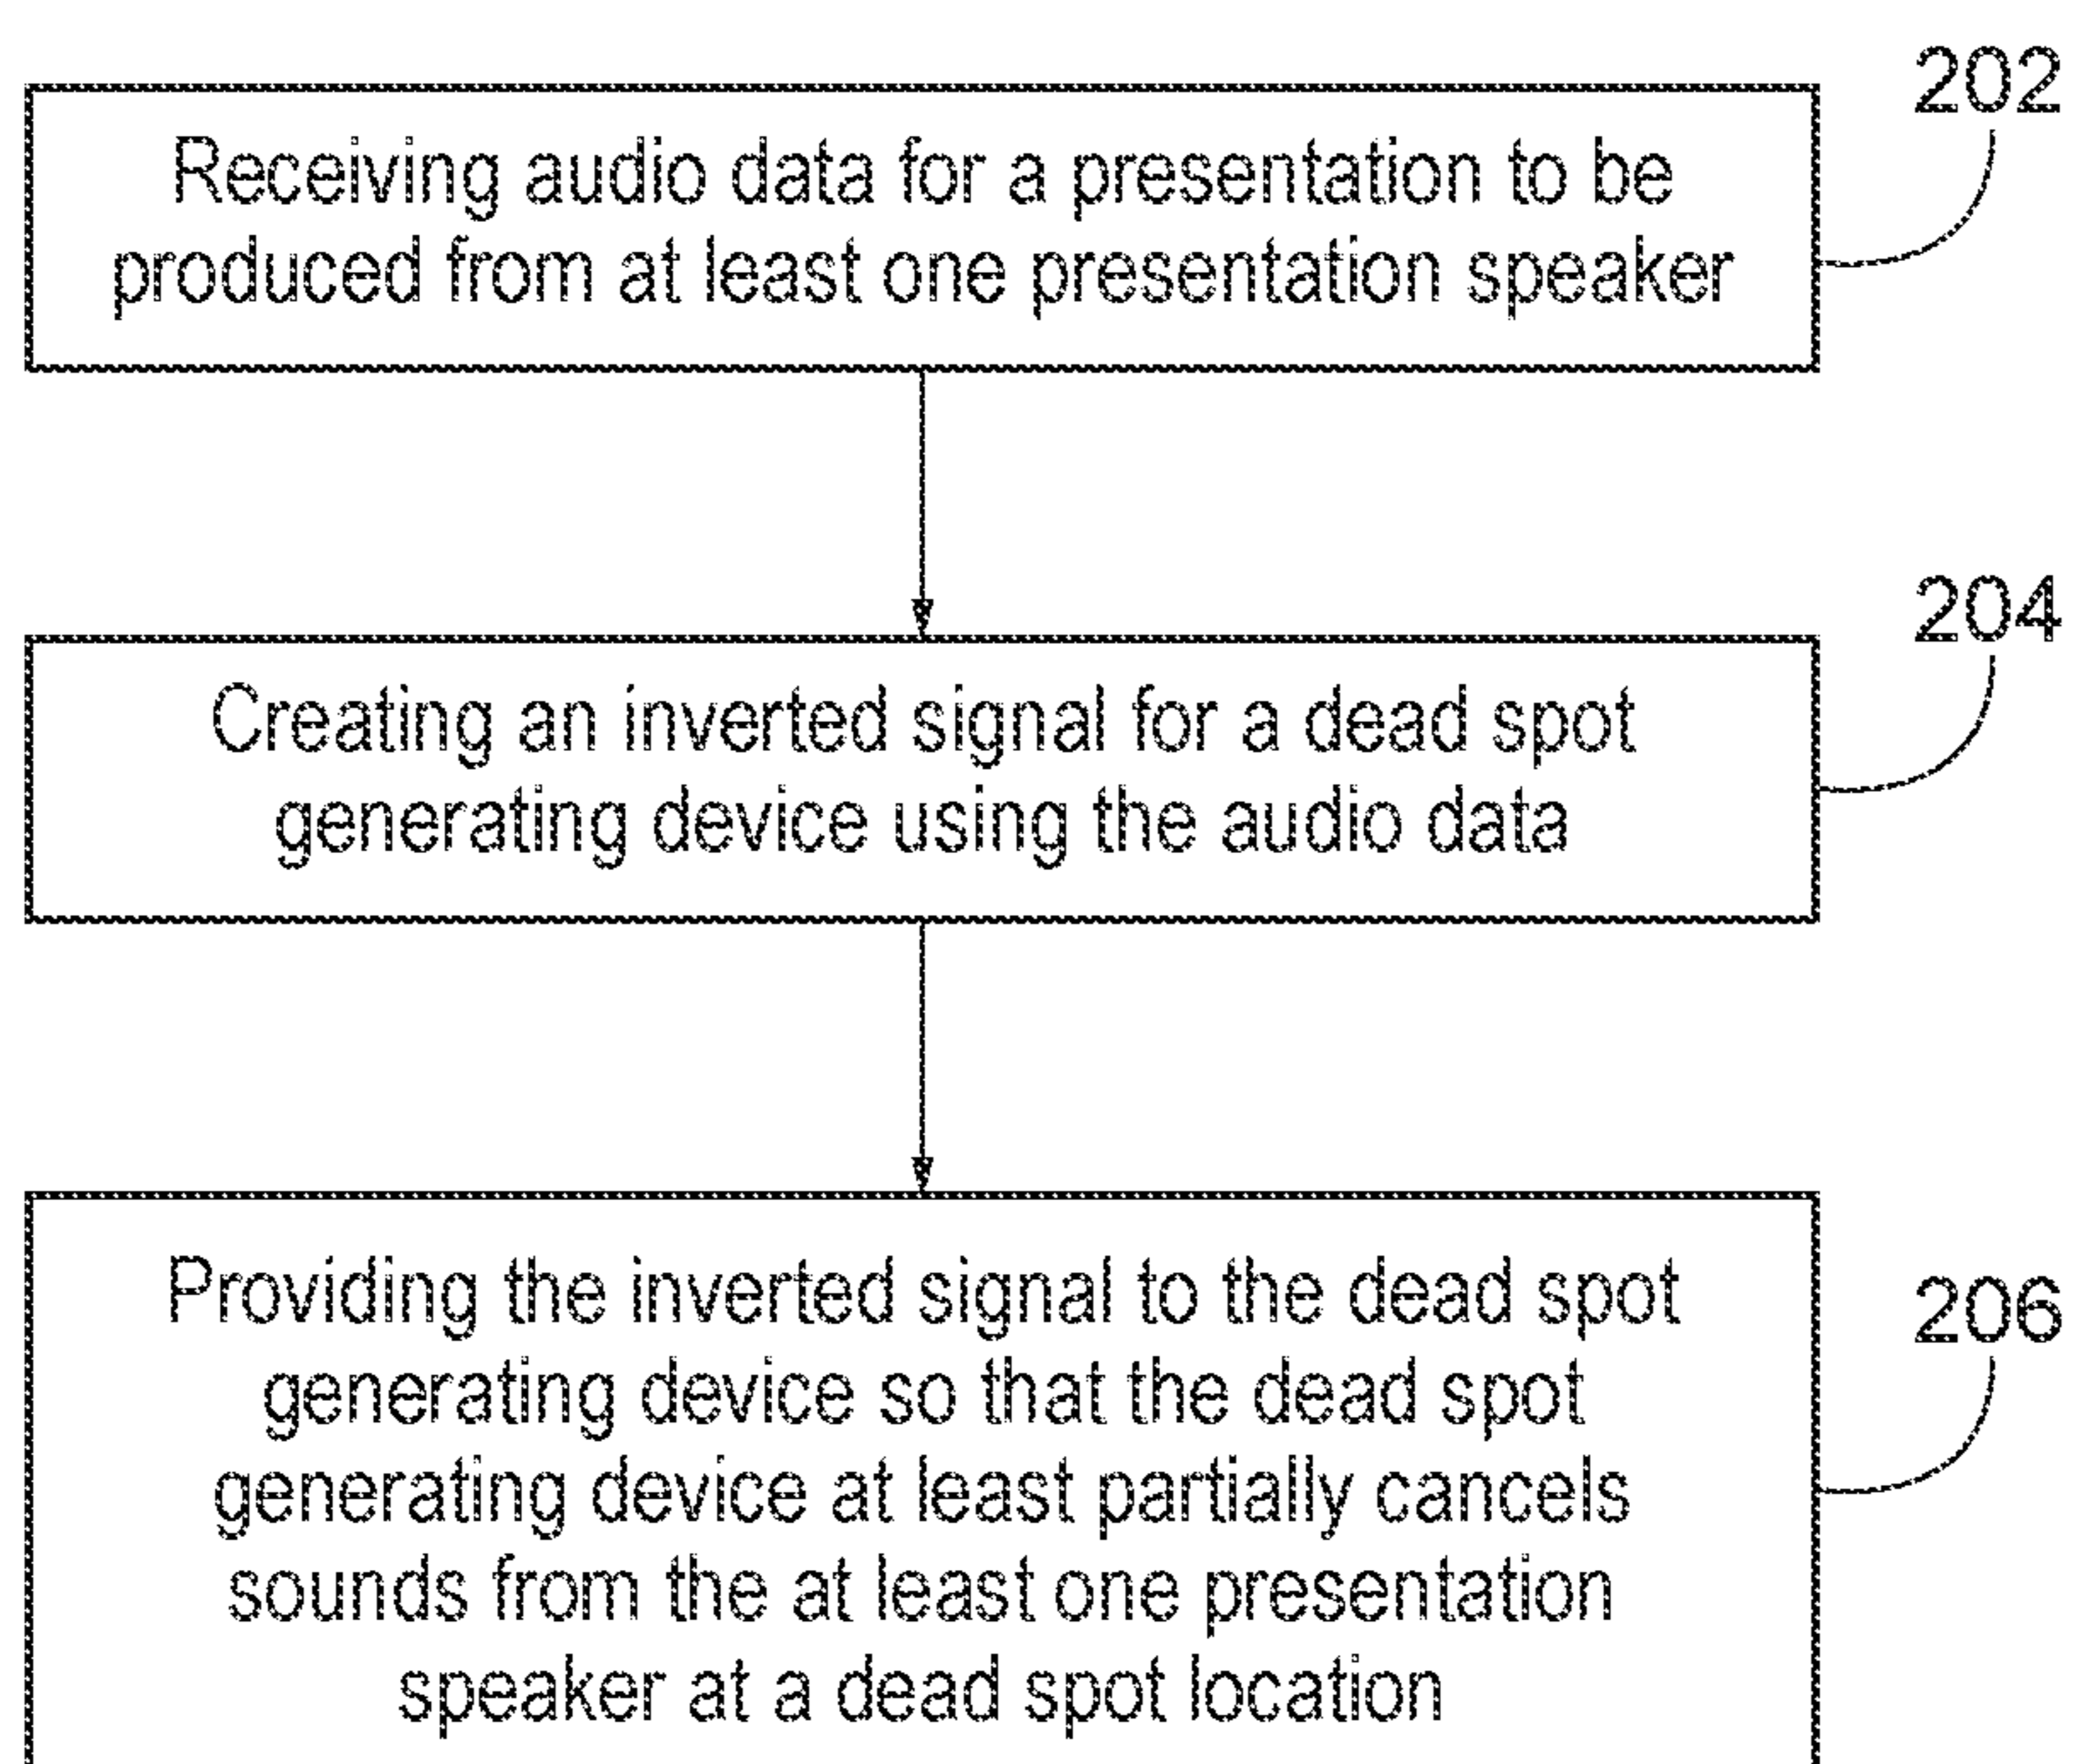 202
Receiving audio data for a presentation to be
produced from at least one presentation speaker
204
Creating an inverted signal for a dead spot
generating device using the audio data
206
Providing the inverted signal to the dead spot
generating device so that the dead spot
generating device at least partially cancels
sounds from the at least one presentation
speaker at a dead spot location